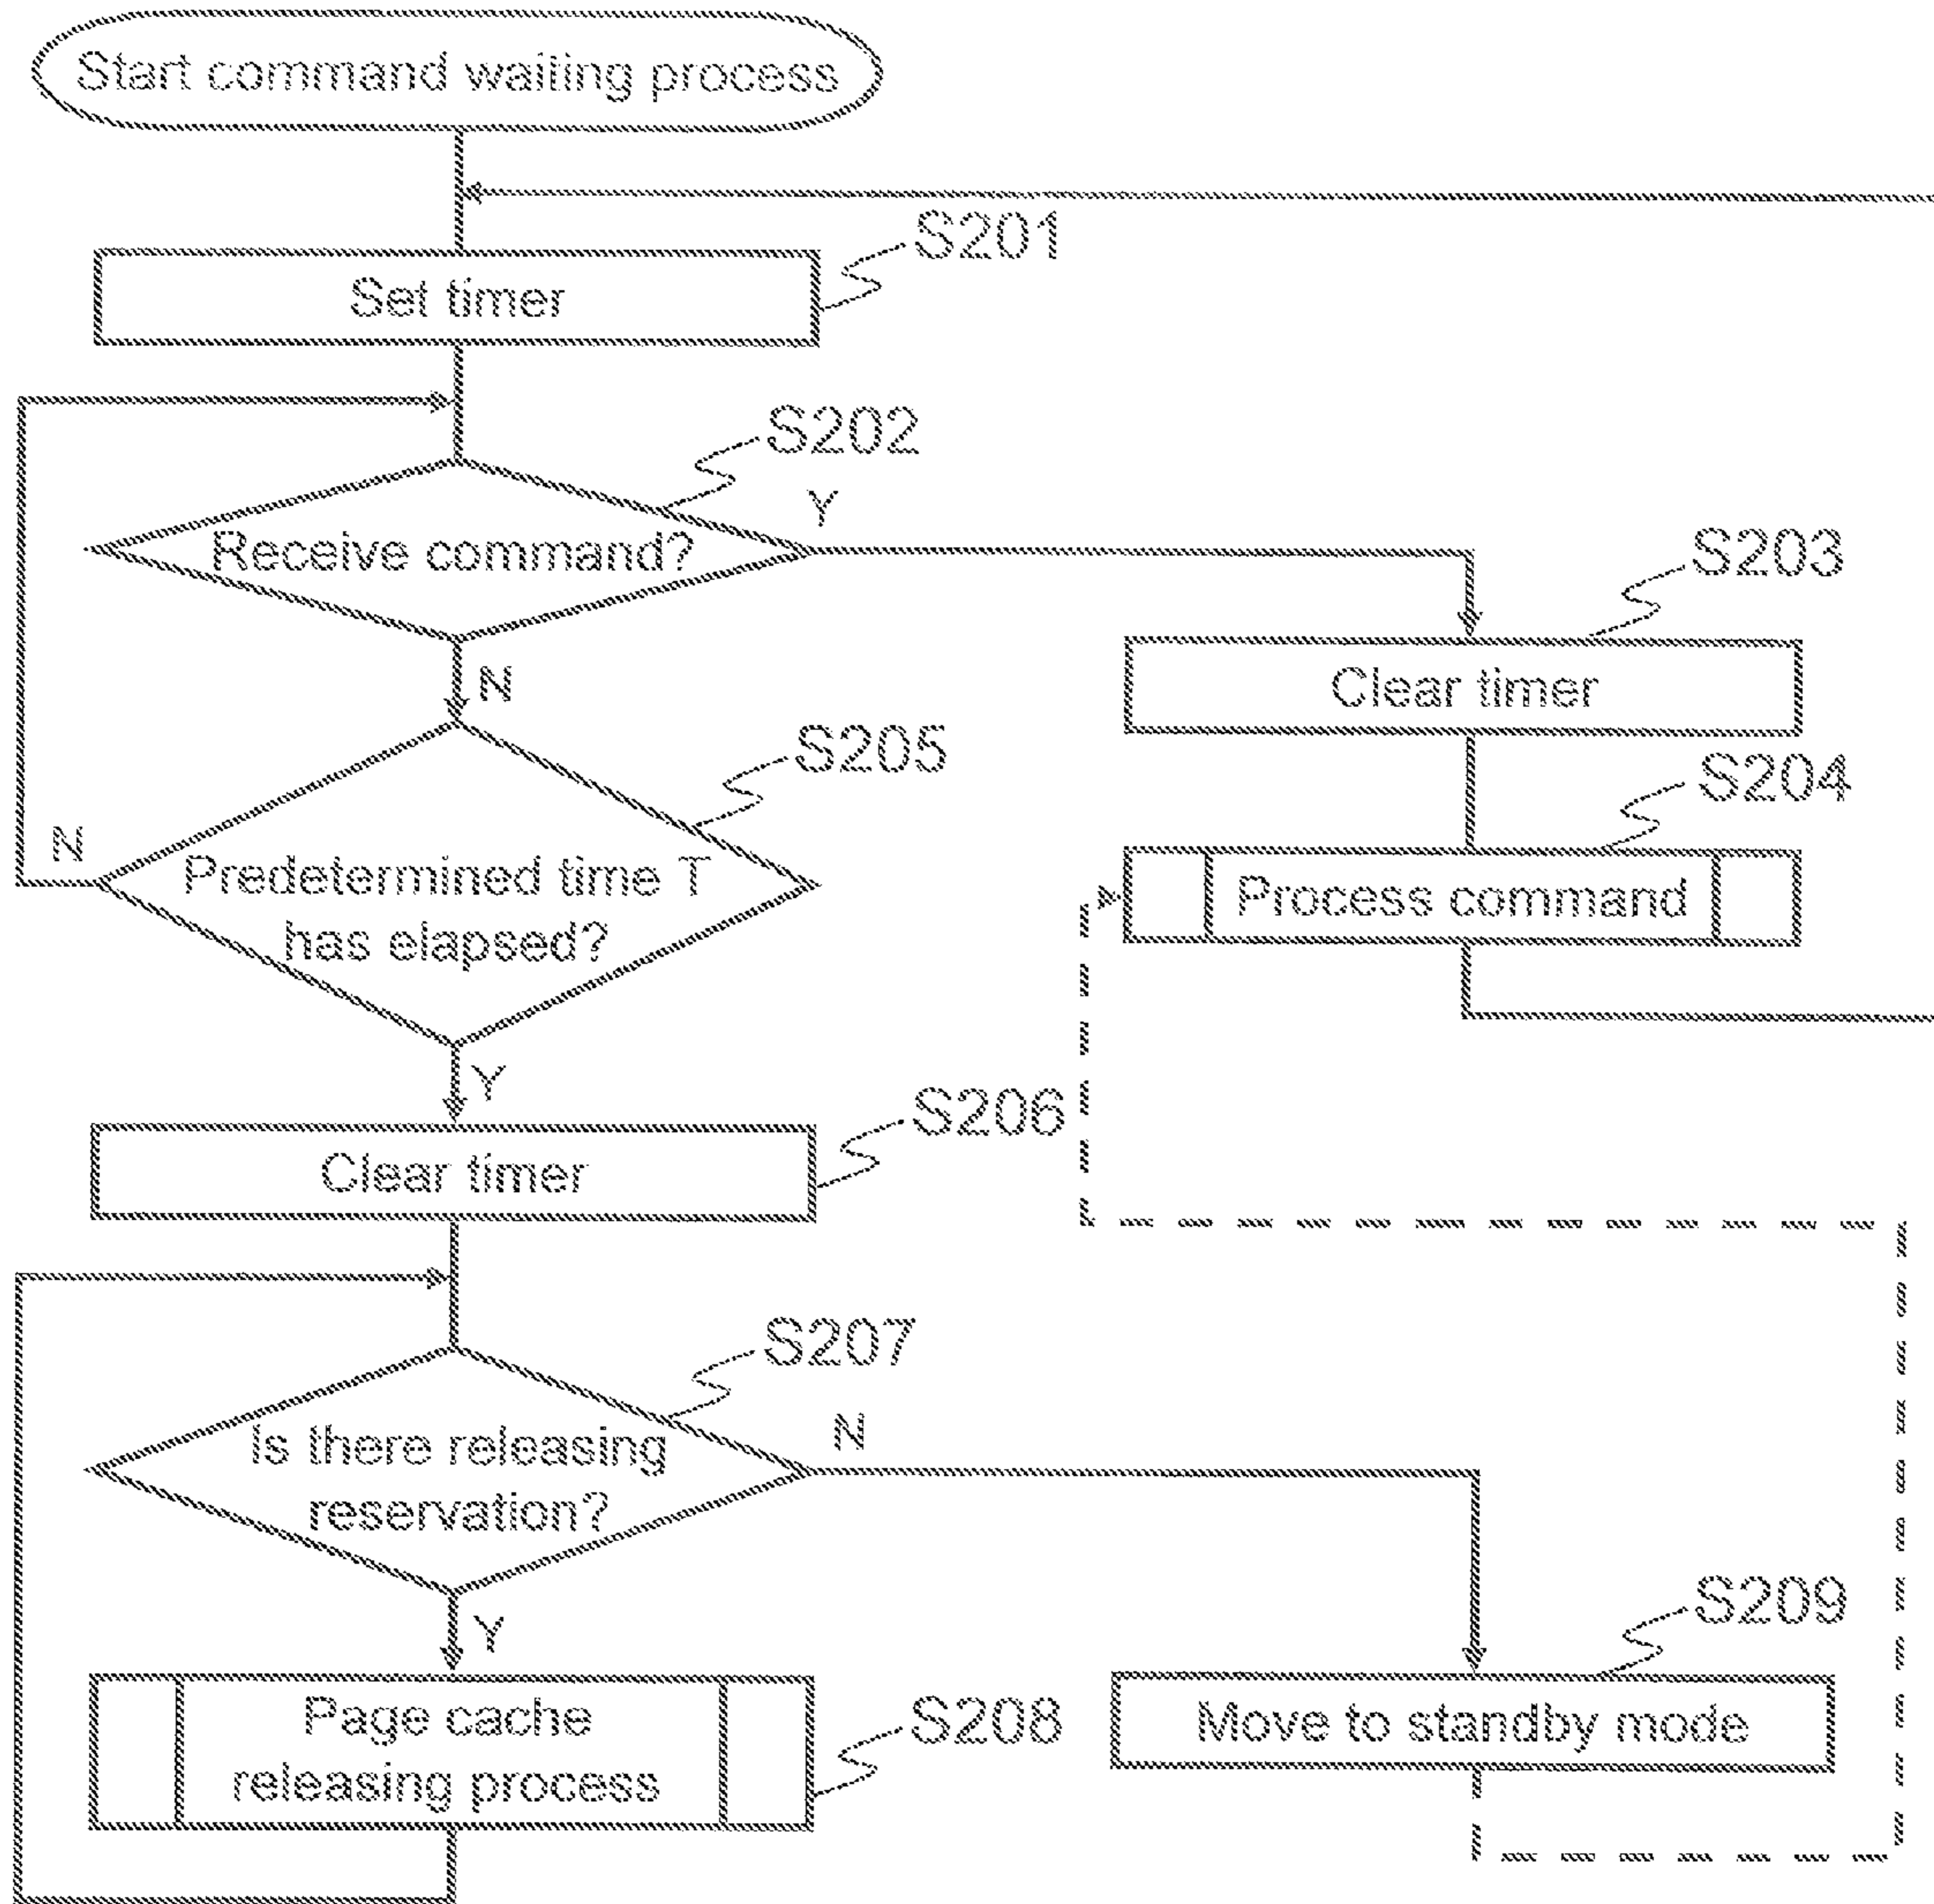 Start command waiting process
S201
Set timer
S202
Y
Receive command?
S203
N
Clear timer
S205
S204
N
Predetermined time T
has elapsed?
Process command
Y
S206
Clear timer
S207
N
Is there releasing
reservation?
Y
S209
Page cache
releasing process
S208
Move to standby mode